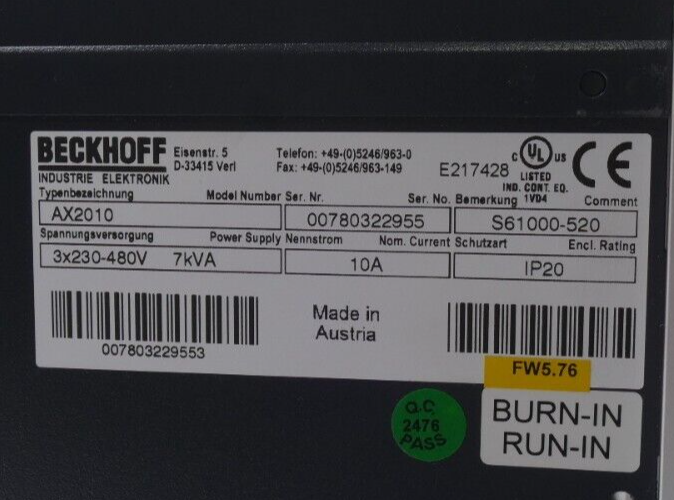 BECKHOFF
INDUSTRIE ELEKTRONIK
Eisenstr. 5
D-33415 Verl
Telefon: +49-(0)5246/963-0
Fax: +49-(0)5246/963-149
E217428
C UL US
LISTED
IND. CONT. EQ.
1VD4
CE
Typenbezeichnung Model Number Ser. Nr. Ser. No. Bemerkung Comment
AX2010 00780322955 S61000-520
Spannungsversorgung Power Supply Nennstrom Nom. Current Schutzart Encl. Rating
3x230-480V 7kVA 10A IP20
Made in
Austria
007803229553
FW5.76
Q.C.
2476
PASS
BURN-IN
RUN-IN